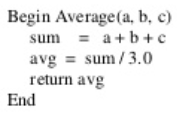 Begin Average(a, b, c)
sum = a + b + c
avg = sum / 3.0
return avg
End